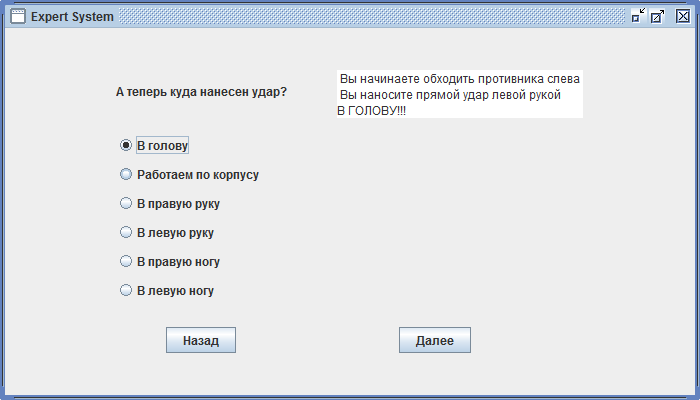 Expert System
А теперь куда нанесен удар?
Вы начинаете обходить противника слева
Вы наносите прямой удар левой рукой
В ГОЛОВУ!!!
В голову
Работаем по корпусу
В правую руку
В левую руку
В правую ногу
В левую ногу
Назад
Далее